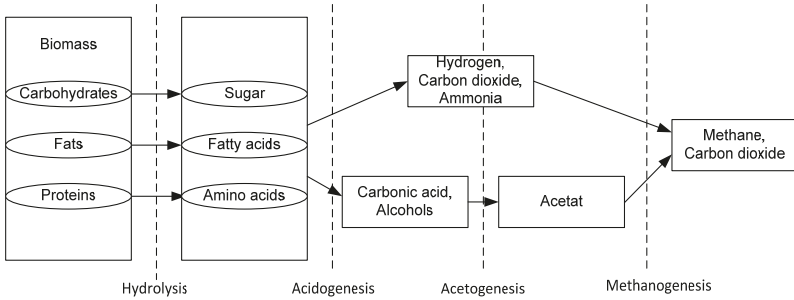 Biomass
Carbohydrates
Fats
Proteins
Sugar
Fatty acids
Amino acids
Hydrogen,
Carbon dioxide,
Ammonia
Carbonic acid,
Alcohols
Acetat
Methane,
Carbon dioxide
Hydrolysis
Acidogenesis
Acetogenesis
Methanogenesis